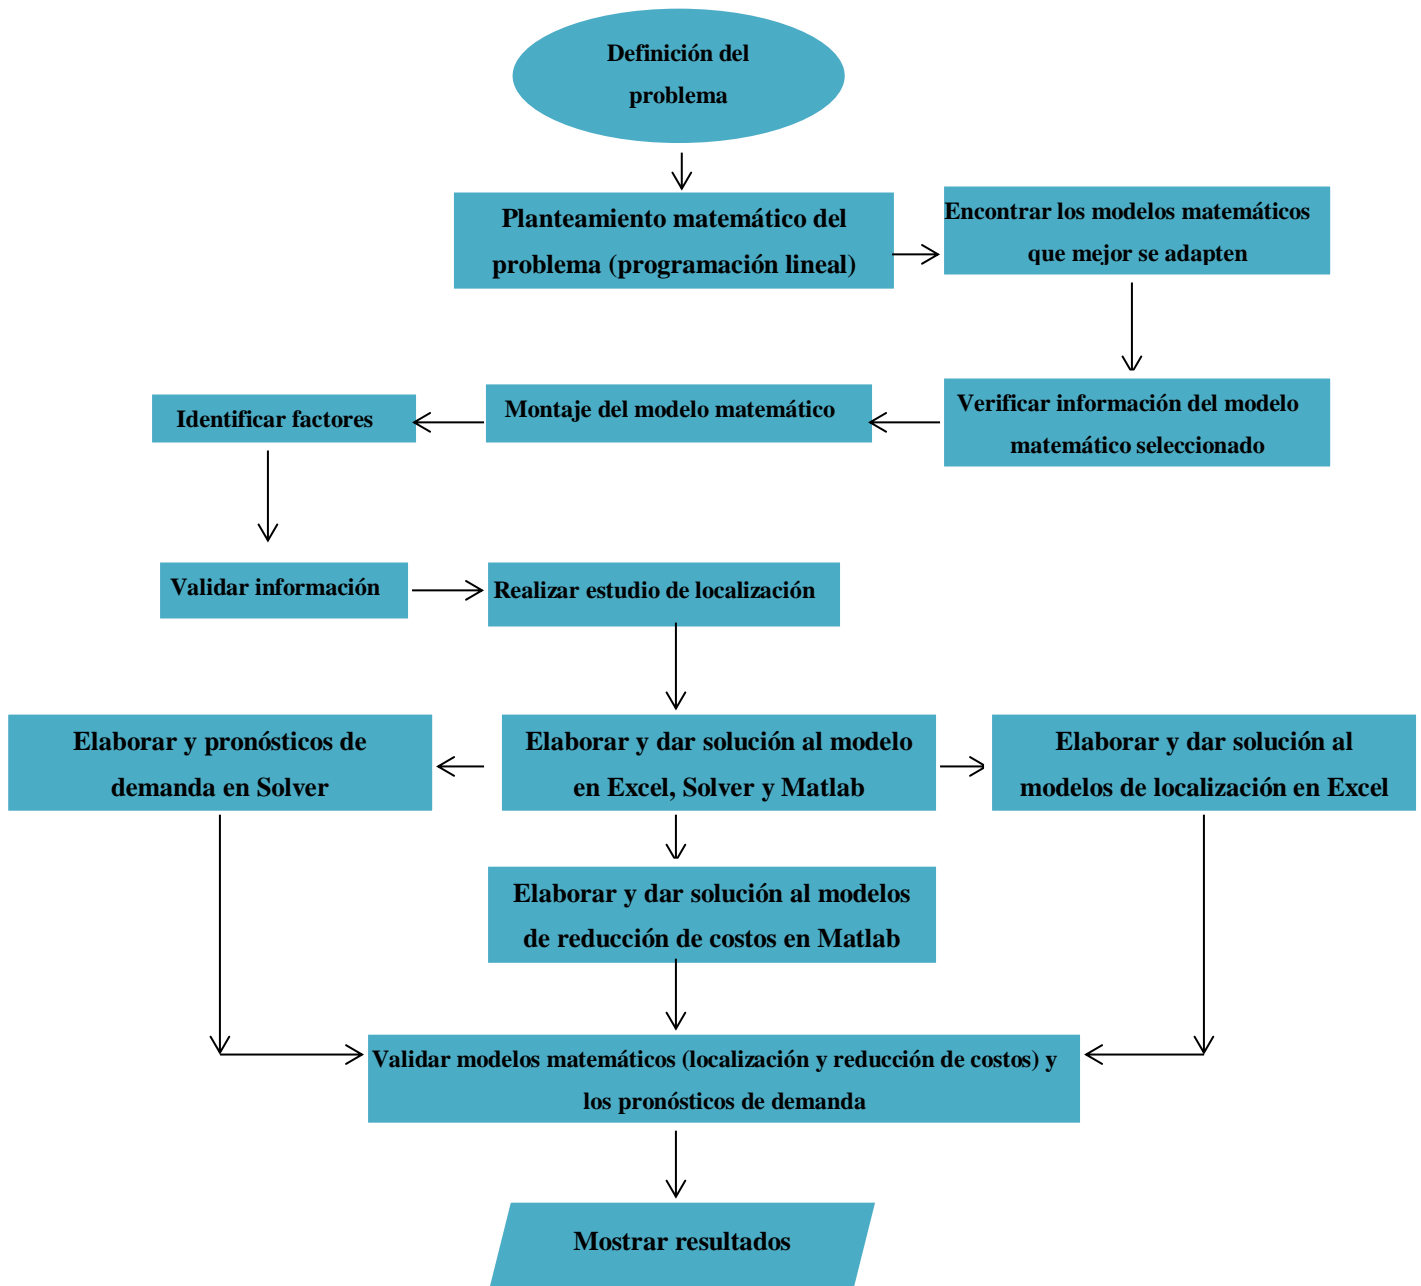 Definición del
problema
Planteamiento matemático del
problema (programación lineal)
Encontrar los modelos matemáticos
que mejor se adapten
Verificar información del modelo
matemático seleccionado
Montaje del modelo matemático
Identificar factores
Validar información
Realizar estudio de localización
Elaborar y pronósticos de
demanda en Solver
Elaborar y dar solución al modelo
en Excel, Solver y Matlab
Elaborar y dar solución al
modelos de localización en Excel
Elaborar y dar solución al modelos
de reducción de costos en Matlab
Validar modelos matemáticos (localización y reducción de costos) y
los pronósticos de demanda
Mostrar resultados